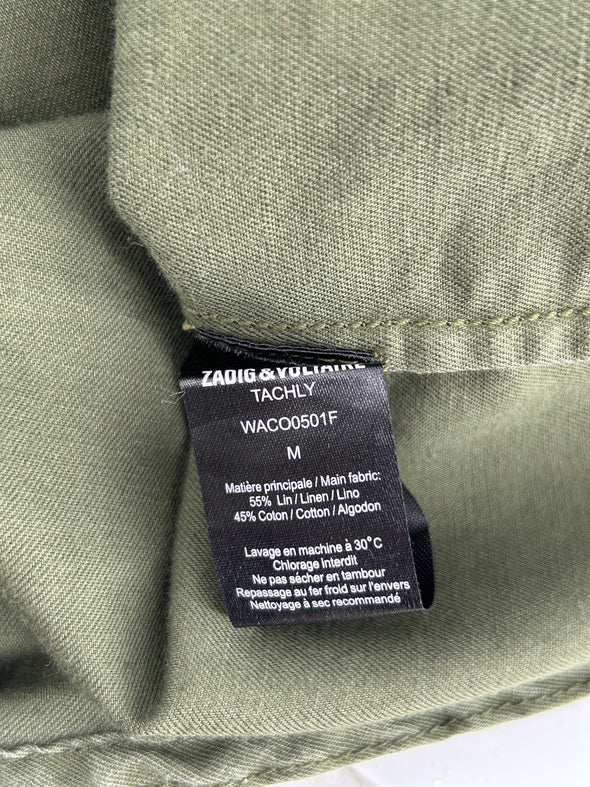 ZADIG & VOLTAIRE
TACHLY
WACO0501F
M
Matière principale / Main fabric:
55% Lin / Linen / Lino
45% Coton / Cotton / Algodon
Lavage en machine à 30°C
Chlorage Interdit
Ne pas sécher en tambour
Repassage au fer froid sur l'envers
Nettoyage à sec recommandé